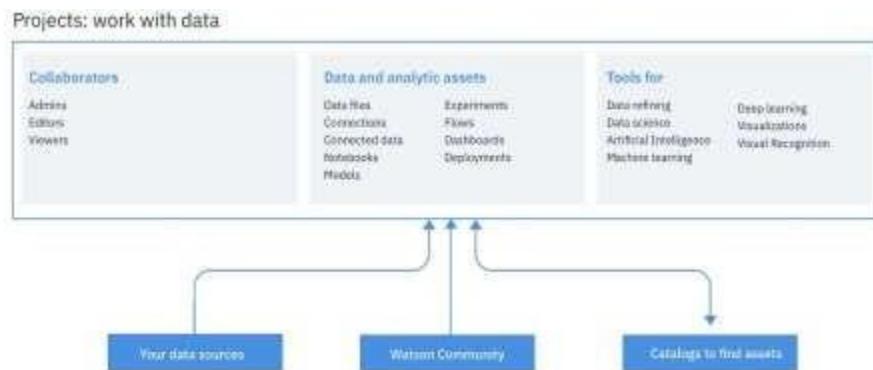 Projects: work with data
Collaborators
Admins
Editors
Viewers
Data and analytic assets
Data files
Connections
Connected data
Notebooks
Models
Experiments
Flows
Dashboards
Deployments
Tools for
Data refining
Data science
Artificial Intelligence
Machine learning
Deep learning
Visualizations
Visual Recognition
Your data sources
Watson Community
Catalogs to find assets